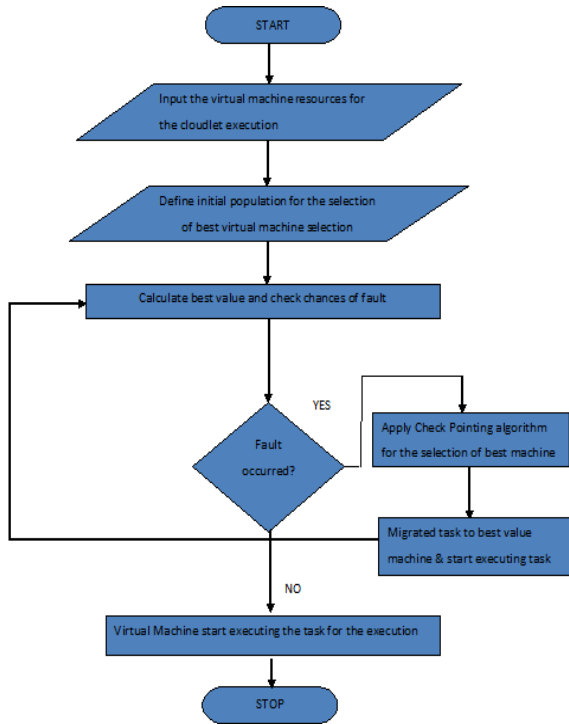 START
Input the virtual machine resources for
the cloudlet execution
Define initial population for the selection
of best virtual machine selection
Calculate best value and check chances of fault
YES
Fault
occurred?
Apply Check Pointing algorithm
for the selection of best machine
Migrated task to best value
machine & start executing task
NO
Virtual Machine start executing the task for the execution
STOP